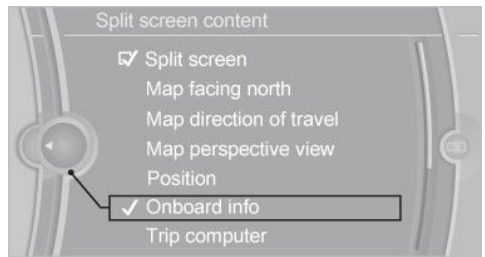 Split screen content
Split screen
Map facing north
Map direction of travel
Map perspective view
Position
Onboard info
Trip computer